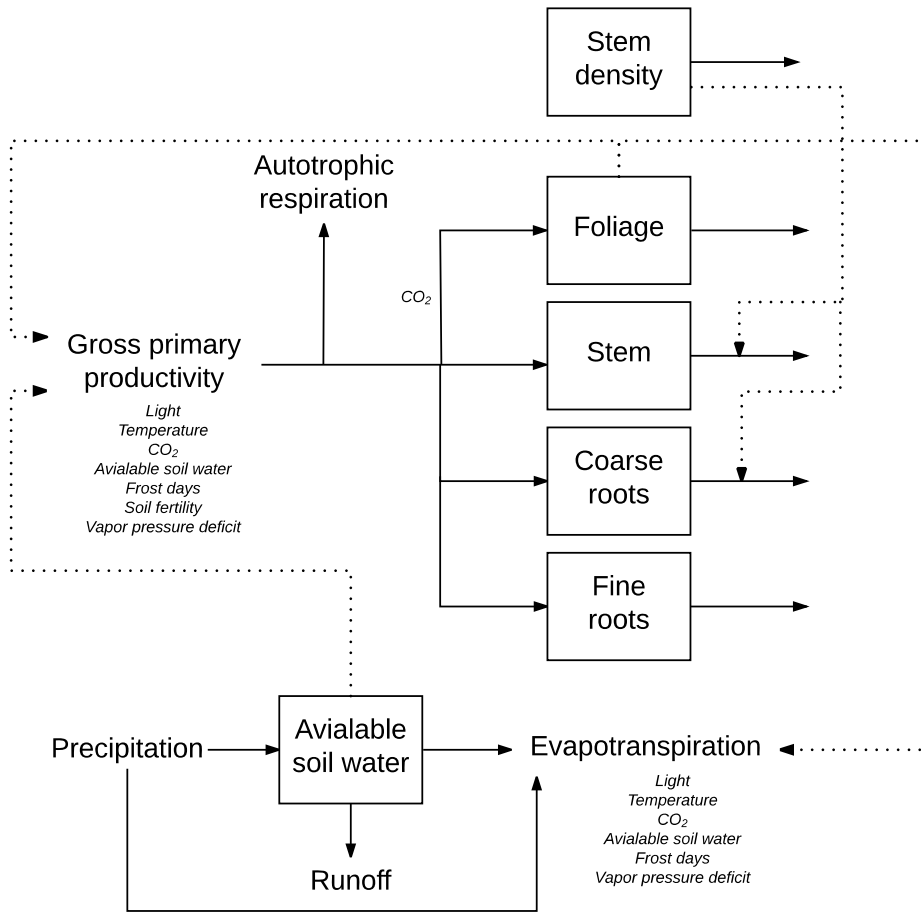 Stem
density
Autotrophic
respiration
Foliage
CO₂
Gross primary
productivity
Light
Temperature
CO₂
Avialable soil water
Frost days
Soil fertility
Vapor pressure deficit
Stem
Coarse
roots
Fine
roots
Precipitation
Avialable
soil water
Evapotranspiration
Light
Temperature
CO₂
Avialable soil water
Frost days
Vapor pressure deficit
Runoff